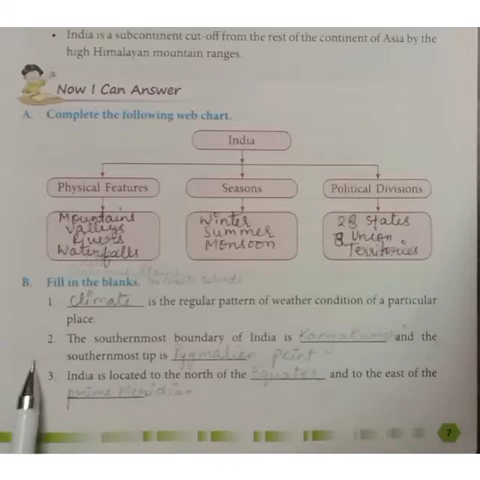 • India is a subcontinent cut-off from the rest of the continent of Asia by the
high Himalayan mountain ranges.
Now I Can Answer
A. Complete the following web chart.
India
Physical Features Seasons Political Divisions
Mountains
Valleys
Rivers
Waterfalls
Winter
Summer
Monsoon
28 States
8 Union
Territories
B. Fill in the blanks.
1 Climate is the regular pattern of weather condition of a particular
place.
2 The southernmost boundary of India is Kanyakumari and the
southernmost tip is Pygmalion Point
3 India is located to the north of the Equator and to the east of the
prime Meridian
7